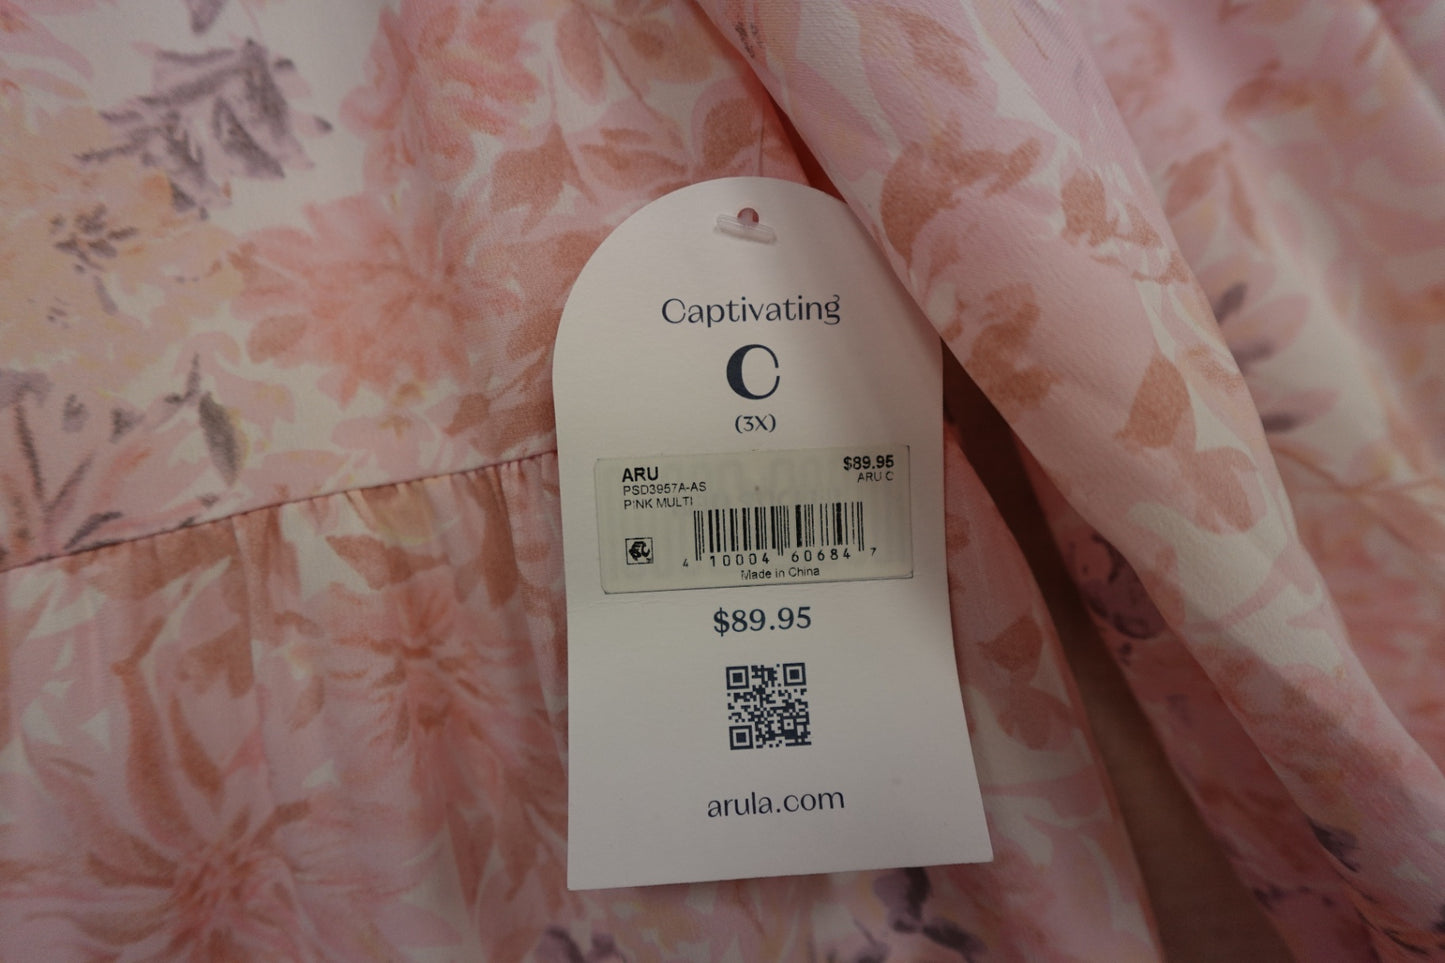 Captivating
C
(3X)
ARU $89.95
PSD3957A-AS ARU C
PINK MULTI
4 10004 60684 7
Made in China
$89.95
arula.com